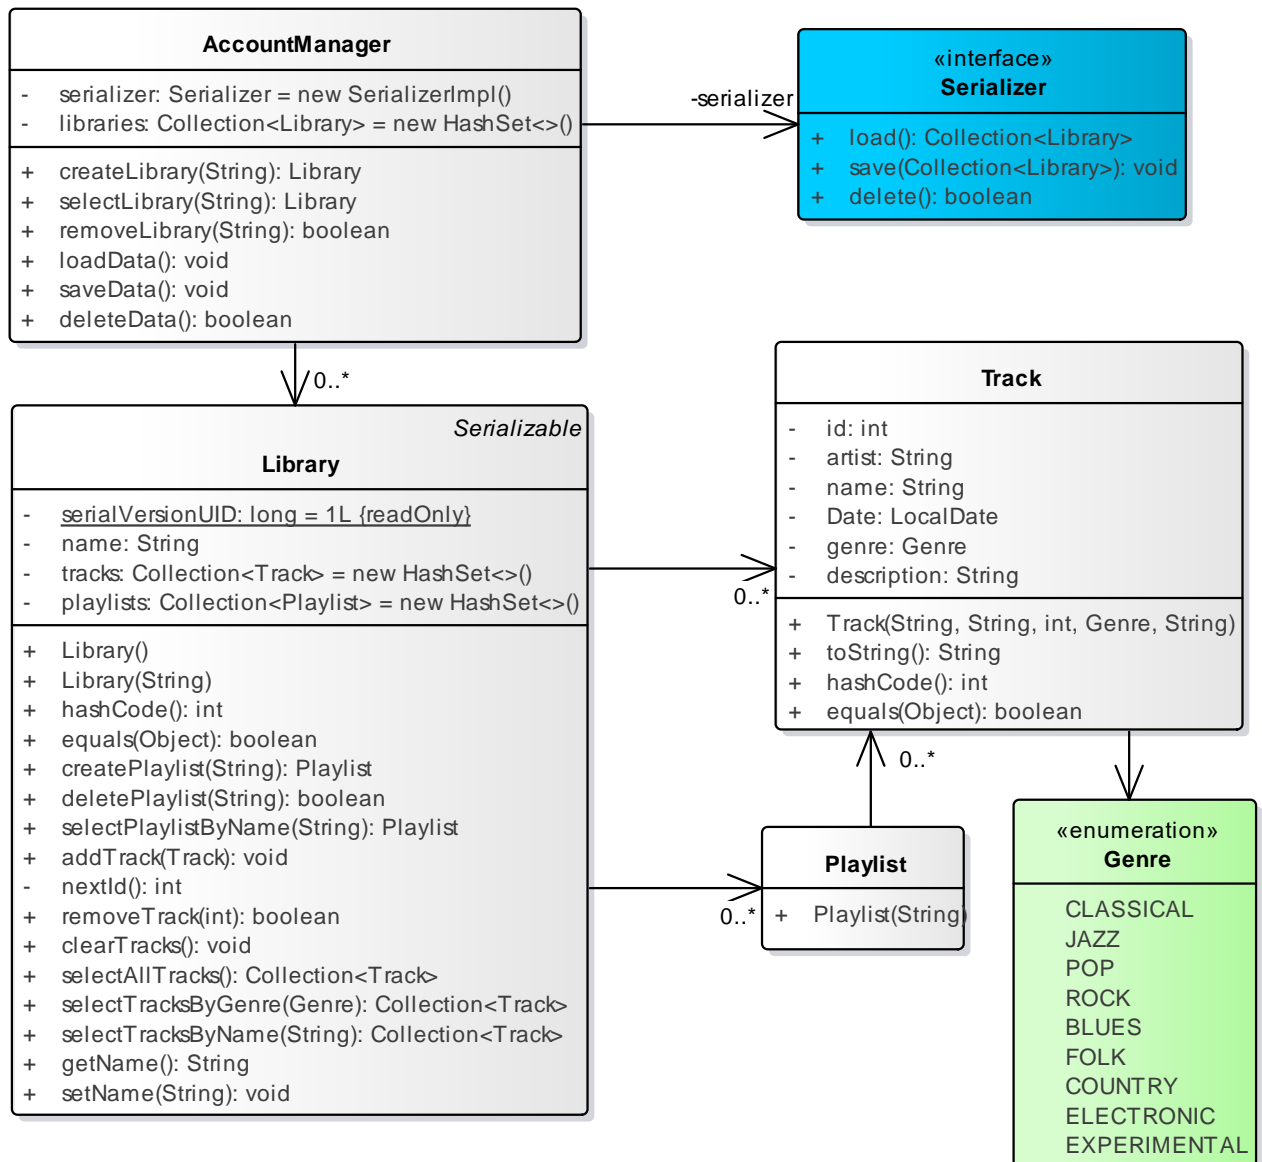 AccountManager
- serializer: Serializer = new SerializerImpl()
- libraries: Collection<Library> = new HashSet<>()
+ createLibrary(String): Library
+ selectLibrary(String): Library
+ removeLibrary(String): boolean
+ loadData(): void
+ saveData(): void
+ deleteData(): boolean
-serializer
«interface»
Serializer
+ load(): Collection<Library>
+ save(Collection<Library>): void
+ delete(): boolean
0..*
Serializable
Library
- serialVersionUID: long = 1L {readOnly}
- name: String
- tracks: Collection<Track> = new HashSet<>()
- playlists: Collection<Playlist> = new HashSet<>()
+ Library()
+ Library(String)
+ hashCode(): int
+ equals(Object): boolean
+ createPlaylist(String): Playlist
+ deletePlaylist(String): boolean
+ selectPlaylistByName(String): Playlist
+ addTrack(Track): void
- nextId(): int
+ removeTrack(int): boolean
+ clearTracks(): void
+ selectAllTracks(): Collection<Track>
+ selectTracksByGenre(Genre): Collection<Track>
+ selectTracksByName(String): Collection<Track>
+ getName(): String
+ setName(String): void
0..*
Track
- id: int
- artist: String
- name: String
- Date: LocalDate
- genre: Genre
- description: String
+ Track(String, String, int, Genre, String)
+ toString(): String
+ hashCode(): int
+ equals(Object): boolean
0..*
0..*
Playlist
+ Playlist(String)
«enumeration»
Genre
CLASSICAL
JAZZ
POP
ROCK
BLUES
FOLK
COUNTRY
ELECTRONIC
EXPERIMENTAL